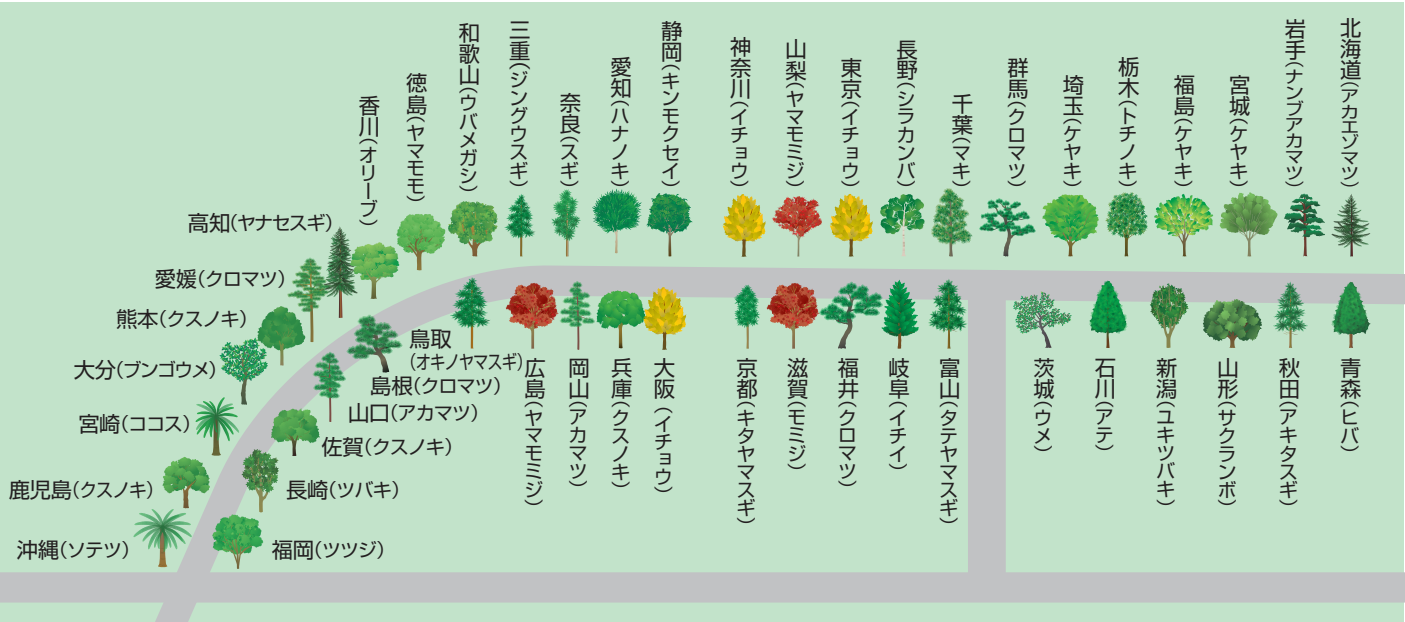 北海道(アカエゾマツ)
岩手(ナンブアカマツ)
宮城(ケヤキ)
福島(ケヤキ)
栃木(トチノキ)
埼玉(ケヤキ)
群馬(クロマツ)
千葉(マキ)
長野(シラカンバ)
東京(イチョウ)
山梨(ヤマモミジ)
神奈川(イチョウ)
静岡(キンモクセイ)
愛知(ハナノキ)
奈良(スギ)
三重(ジングウスギ)
和歌山(ウバメガシ)
徳島(ヤマモモ)
香川(オリーブ)
高知(ヤナセスギ)
愛媛(クロマツ)
熊本(クスノキ)
大分(ブンゴウメ)
宮崎(ココス)
鹿児島(クスノキ)
沖縄(ソテツ)
青森(ヒバ)
秋田(アキタスギ)
山形(サクランボ)
新潟(ユキツバキ)
石川(アテ)
茨城(ウメ)
富山(タテヤマスギ)
岐阜(イチイ)
福井(クロマツ)
滋賀(モミジ)
京都(キタヤマスギ)
大阪(イチョウ)
兵庫(クスノキ)
岡山(アカマツ)
広島(ヤマモミジ)
鳥取
(オキノヤマスギ)
島根(クロマツ)
山口(アカマツ)
佐賀(クスノキ)
長崎(ツバキ)
福岡(ツツジ)